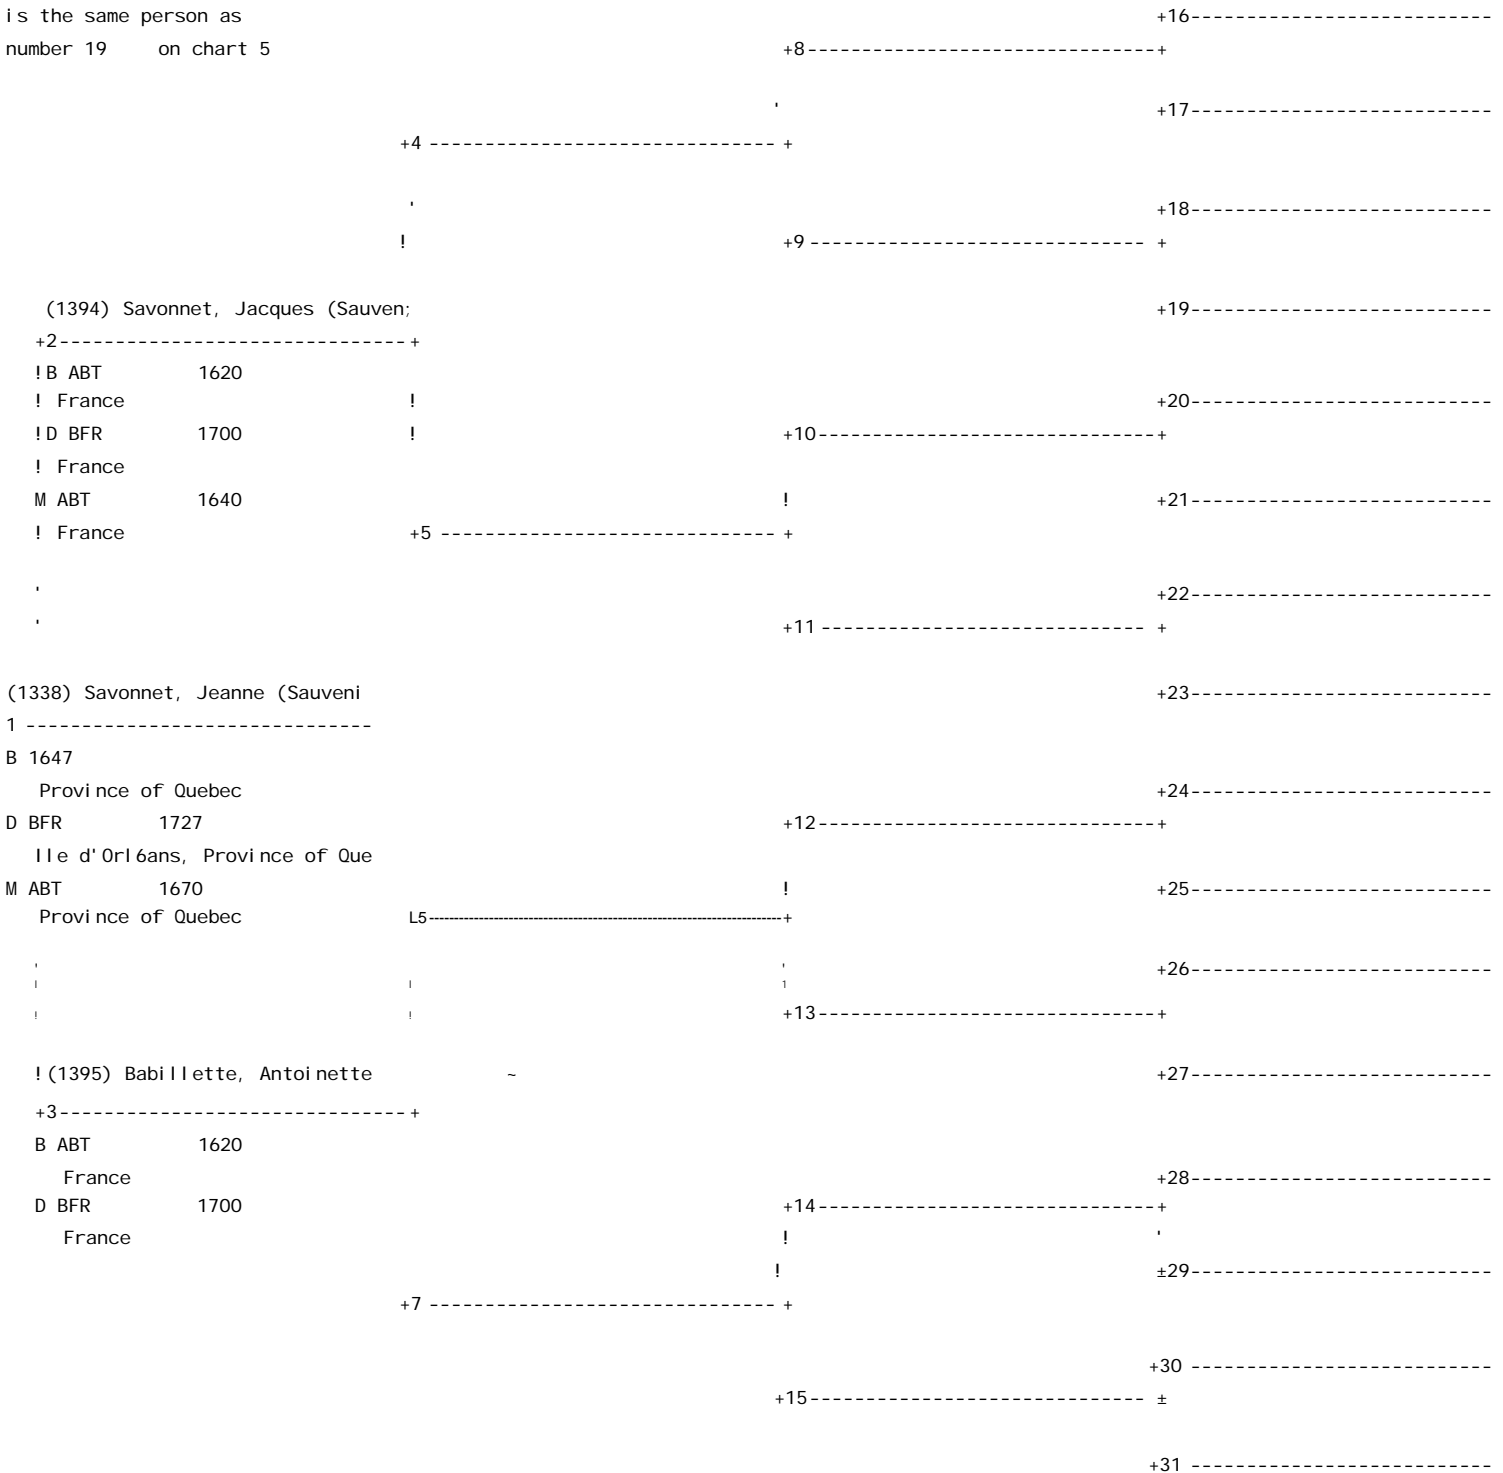 is the same person as
+16---------------------------
number 19 on chart 5
+8-------------------------------+
'
+17---------------------------
+4 ------------------------------- +
'
+18---------------------------
!
+9 ------------------------------ +
(1394) Savonnet, Jacques (Sauven;
+19---------------------------
+2-------------------------------+
!B ABT 1620
! France !
+20---------------------------
!D BFR 1700 !
+10------------------------------+
! France
M ABT 1640 !
+21---------------------------
! France
+5 ------------------------------ +
'
+22---------------------------
'
+11 ----------------------------- +
(1338) Savonnet, Jeanne (Sauveni
+23---------------------------
1 -------------------------------
B 1647
Province of Quebec
+24---------------------------
D BFR 1727
+12------------------------------+
Ile d'Orl6ans, Province of Que
M ABT 1670 !
+25---------------------------
Province of Quebec
L5--------------------------------+
' '
+26---------------------------
! ! 1
! !
+13------------------------------+
!(1395) Babillette, Antoinette ~
+27---------------------------
+3-------------------------------+
B ABT 1620
France
+28---------------------------
D BFR 1700
+14------------------------------+
France ! '
!
±29---------------------------
+7 ------------------------------- +
+30 ---------------------------
+15------------------------------ ±
+31 ---------------------------